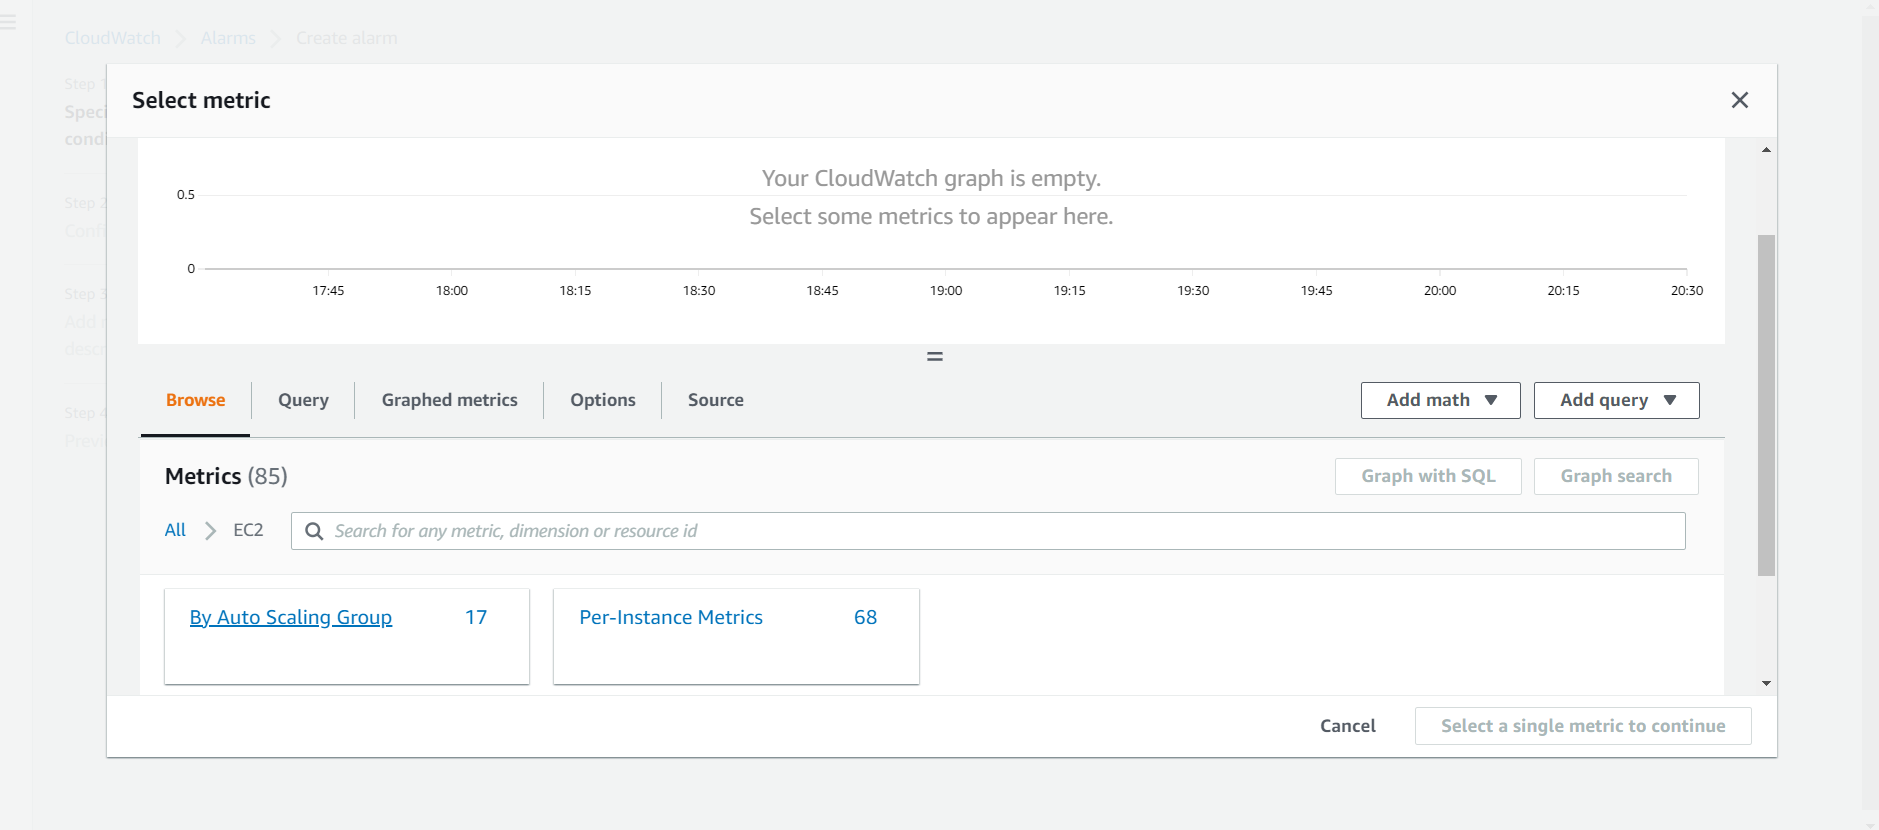 CloudWatch > Alarms > Create alarm
Step 1
Speci
condi
Step 2
Confi
Step 3
Add
descr
Step 4
Previ
Select metric
Your CloudWatch graph is empty.
Select some metrics to appear here.
0.5
0
17:45 18:00 18:15 18:30 18:45 19:00 19:15 19:30 19:45 20:00 20:15 20:30
Browse Query Graphed metrics Options Source Add math Add query
Metrics (85) Graph with SQL Graph search
All > EC2 Search for any metric, dimension or resource id
By Auto Scaling Group 17 Per-Instance Metrics 68
Cancel Select a single metric to continue